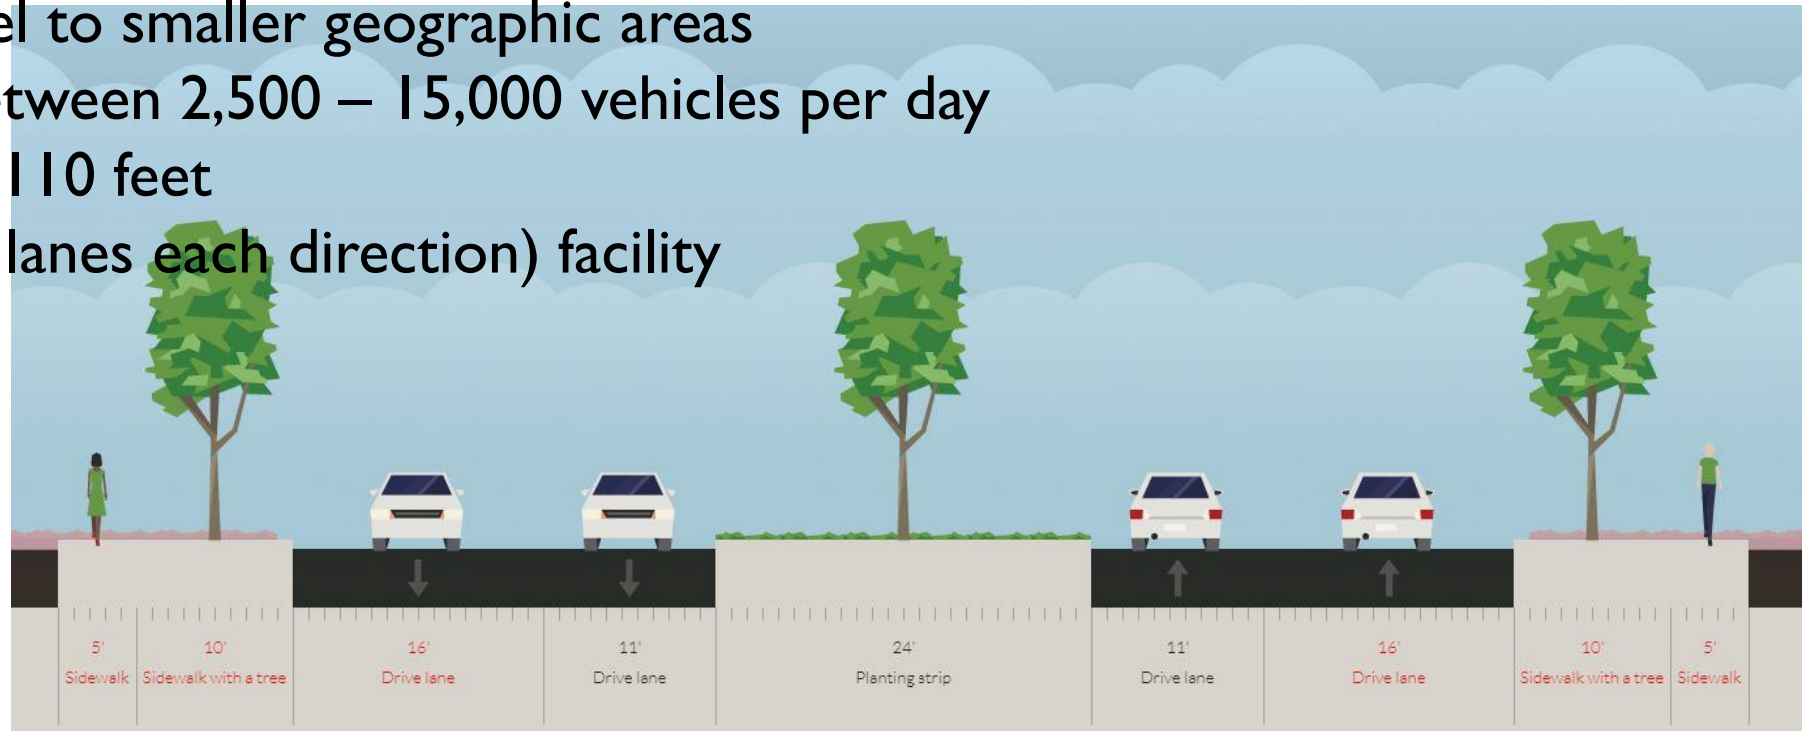 el to smaller geographic areas
etween 2,500 – 15,000 vehicles per day
110 feet
lanes each direction) facility
5' 10' 16' 11' 24' 11' 16' 10' 5'
Sidewalk Sidewalk with a tree Drive lane Drive lane Planting strip Drive lane Drive lane Sidewalk with a tree Sidewalk